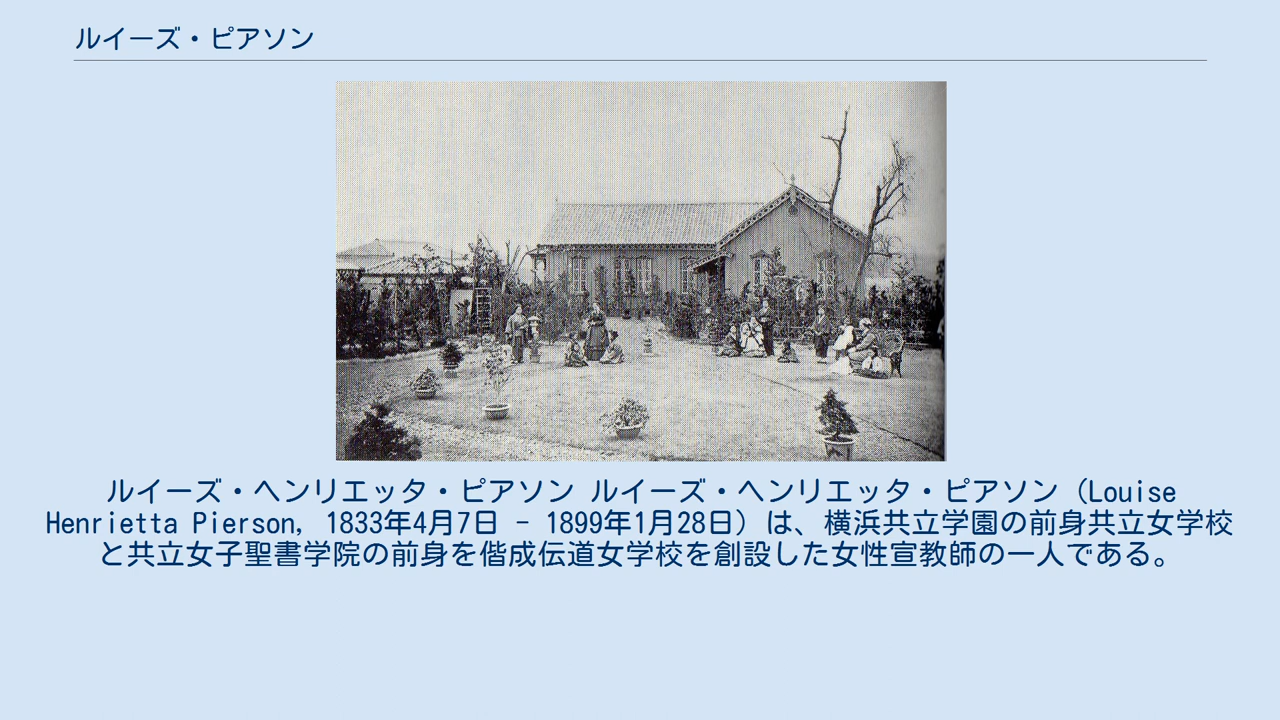 ルイーズ・ピアソン
ルイーズ・ヘンリエッタ・ピアソン ルイーズ・ヘンリエッタ・ピアソン（Louise
Henrietta Pierson, 1833年4月7日 - 1899年1月28日）は、横浜共立学園の前身共立女学校
と共立女子聖書学院の前身を偕成伝道女学校を創設した女性宣教師の一人である。